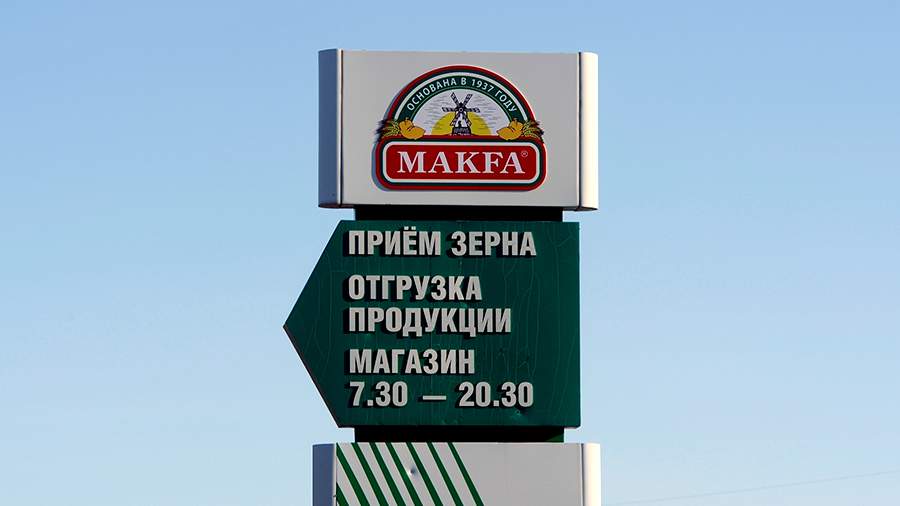 ОСНОВАНА В 1937 ГОДУ
MAKFA®
ПРИЁМ ЗЕРНА
ОТГРУЗКА
ПРОДУКЦИИ
МАГАЗИН
7.30 — 20.30